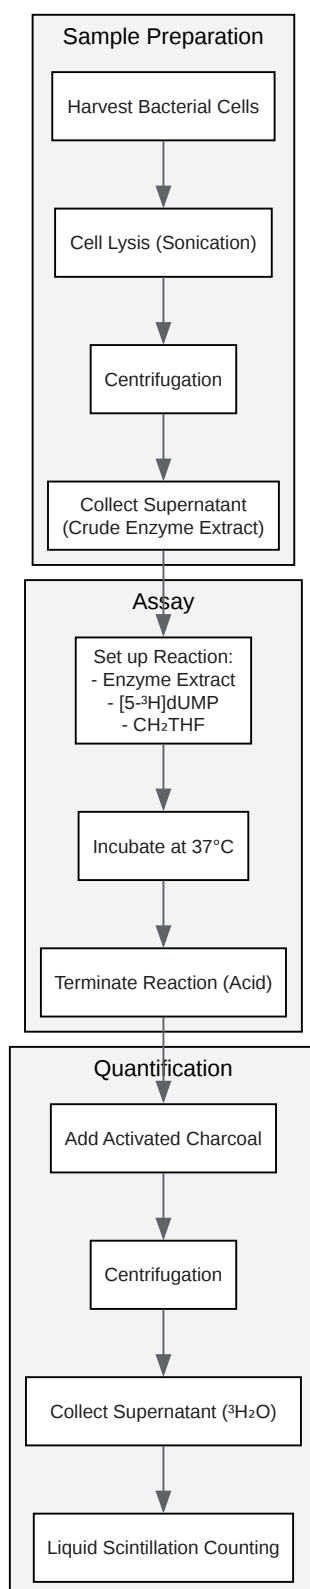 Sample Preparation
Harvest Bacterial Cells
Cell Lysis (Sonication)
Centrifugation
Collect Supernatant
(Crude Enzyme Extract)
Assay
Set up Reaction:
- Enzyme Extract
- [5-³H]dUMP
- CH₂THF
Incubate at 37°C
Terminate Reaction (Acid)
Quantification
Add Activated Charcoal
Centrifugation
Collect Supernatant (³H₂O)
Liquid Scintillation Counting